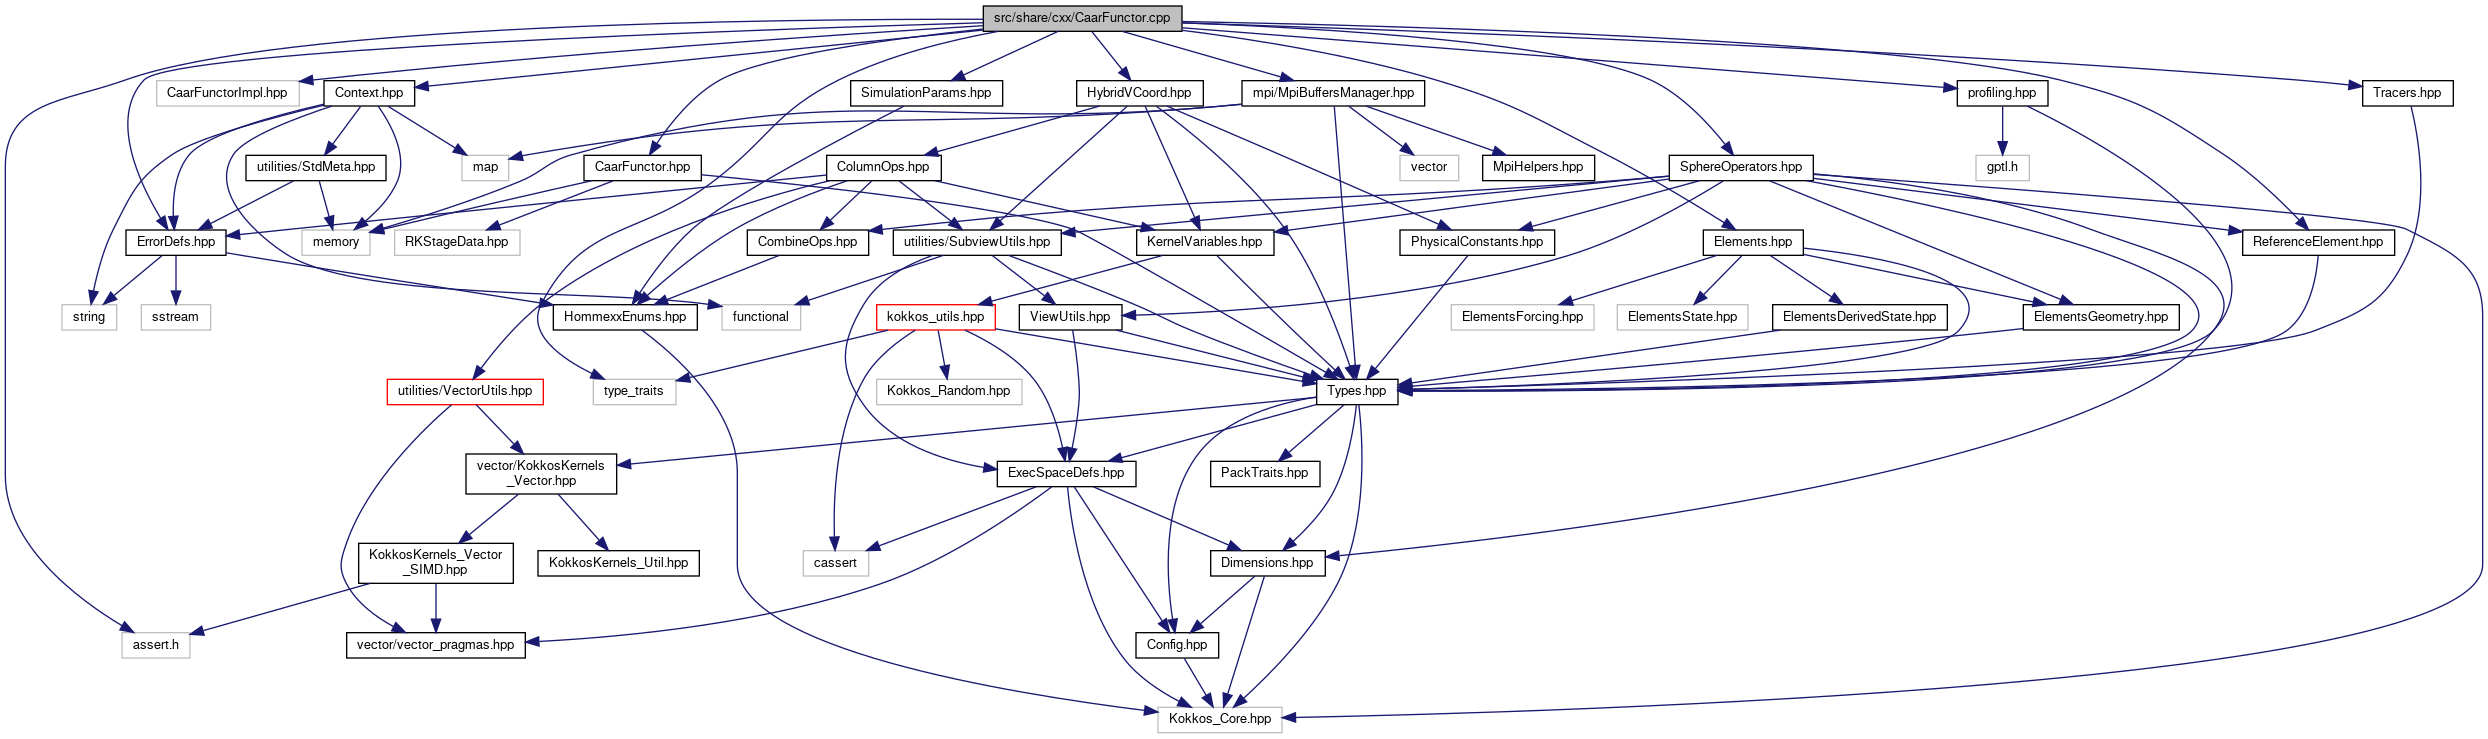 src/share/cxx/CaarFunctor.cpp
CaarFunctorImpl.hpp
Context.hpp
SimulationParams.hpp
HybridVCoord.hpp
mpi/MpiBuffersManager.hpp
profiling.hpp
Tracers.hpp
utilities/StdMeta.hpp
map
CaarFunctor.hpp
ColumnOps.hpp
vector
MpiHelpers.hpp
SphereOperators.hpp
gptl.h
ErrorDefs.hpp
memory
RKStageData.hpp
CombineOps.hpp
utilities/SubviewUtils.hpp
KernelVariables.hpp
PhysicalConstants.hpp
Elements.hpp
ReferenceElement.hpp
string
sstream
HommexxEnums.hpp
functional
kokkos_utils.hpp
ViewUtils.hpp
ElementsForcing.hpp
ElementsState.hpp
ElementsDerivedState.hpp
ElementsGeometry.hpp
utilities/VectorUtils.hpp
type_traits
Kokkos_Random.hpp
Types.hpp
vector/KokkosKernels
_Vector.hpp
ExecSpaceDefs.hpp
PackTraits.hpp
KokkosKernels_Vector
_SIMD.hpp
KokkosKernels_Util.hpp
cassert
Dimensions.hpp
assert.h
vector/vector_pragmas.hpp
Config.hpp
Kokkos_Core.hpp